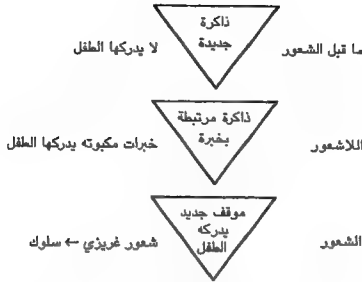 ما قبل الشعور
ذاكرة
جديدة
لا يدركها الطفل
اللاشعور
ذاكرة مرتبطة
بخبرة
خبرات مكبوته يدركها الطفل
الشعور
موقف جديد
يدركه
الطفل
شعور غريزي ← سلوك